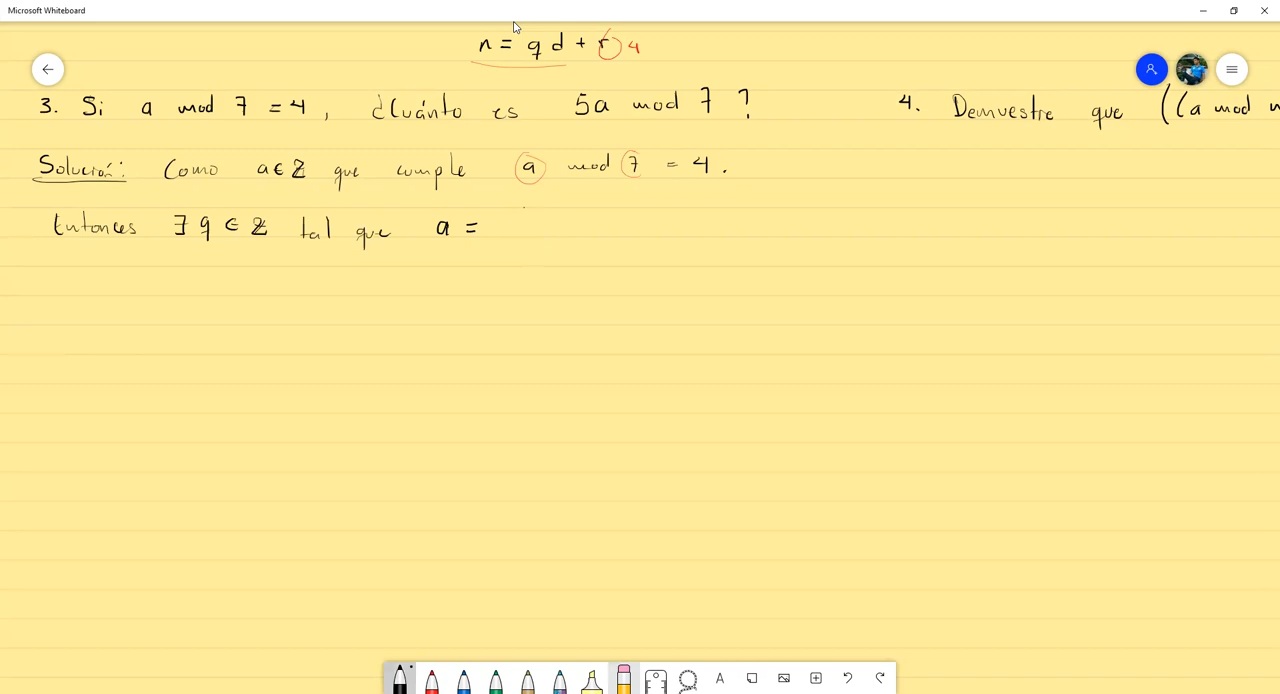 Microsoft Whiteboard
n = q d + r 4
3. Si a mod 7 = 4, ¿Cuánto es 5a mod 7 ?
4. Demuestre que ((a mod
Solución: Como a ∈ ℤ que cumple a mod 7 = 4.
Entonces ∃ q ∈ ℤ tal que a =
A